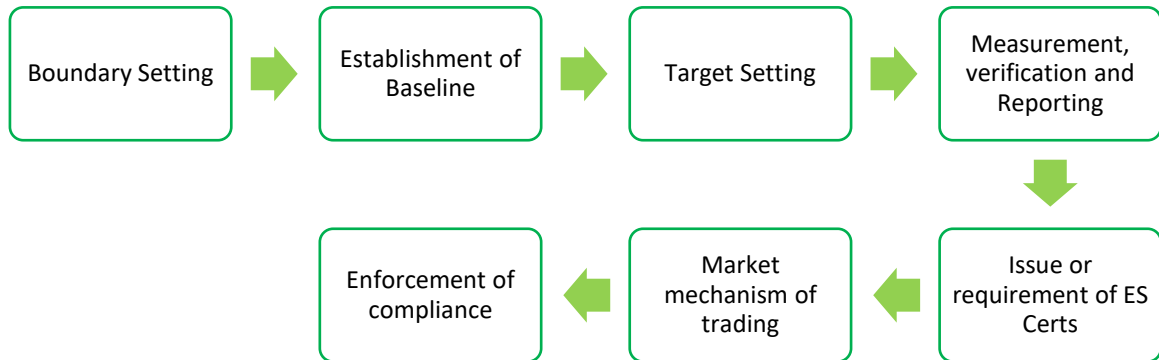 Boundary Setting
Establishment of
Baseline
Target Setting
Measurement,
verification and
Reporting
Issue or
requirement of ES
Certs
Market
mechanism of
trading
Enforcement of
compliance